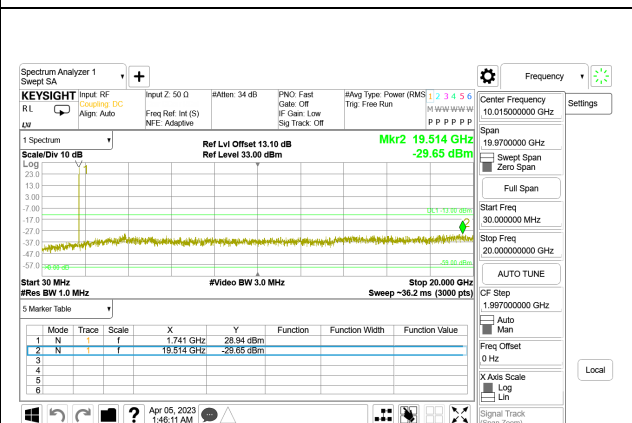 Spectrum Analyzer 1
Swept SA
Frequency
KEYSIGHT
RL
Input: RF
Coupling: DC
Align: Auto
Input Z: 50 Ω
Freq Ref: Int (S)
NFE: Adaptive
#Atten: 34 dB
PNO: Fast
Gate: Off
IF Gain: Low
Sig Track: Off
#Avg Type: Power (RMS
Trig: Free Run
1 2 3 4 5 6
M W W W W W
P P P P P P
Settings
Center Frequency
10.015000000 GHz
Span
19.9700000 GHz
Swept Span
Zero Span
Full Span
Start Freq
30.000000 MHz
Stop Freq
20.000000000 GHz
AUTO TUNE
CF Step
1.997000000 GHz
Auto
Man
Freq Offset
0 Hz
X Axis Scale
Log
Lin
Signal Track
(Span Zoom)
Local
1 Spectrum
Scale/Div 10 dB
Log
Ref Lvl Offset 13.10 dB
Ref Level 33.00 dBm
Mkr2 19.514 GHz
-29.65 dBm
1
23.0
13.0
3.00
-7.00
-17.0
-27.0
-37.0
-47.0
-57.0
DL1 -13.00 dBm
2
Start 30 MHz
#Res BW 1.0 MHz
#Video BW 3.0 MHz
Stop 20.000 GHz
Sweep ~36.2 ms (3000 pts)
5 Marker Table
Mode Trace Scale X Y Function Function Width Function Value
1 N 1 f 1.741 GHz 28.94 dBm
2 N 1 f 19.514 GHz -29.65 dBm
3
4
5
6
?
Apr 05, 2023
1:46:11 AM